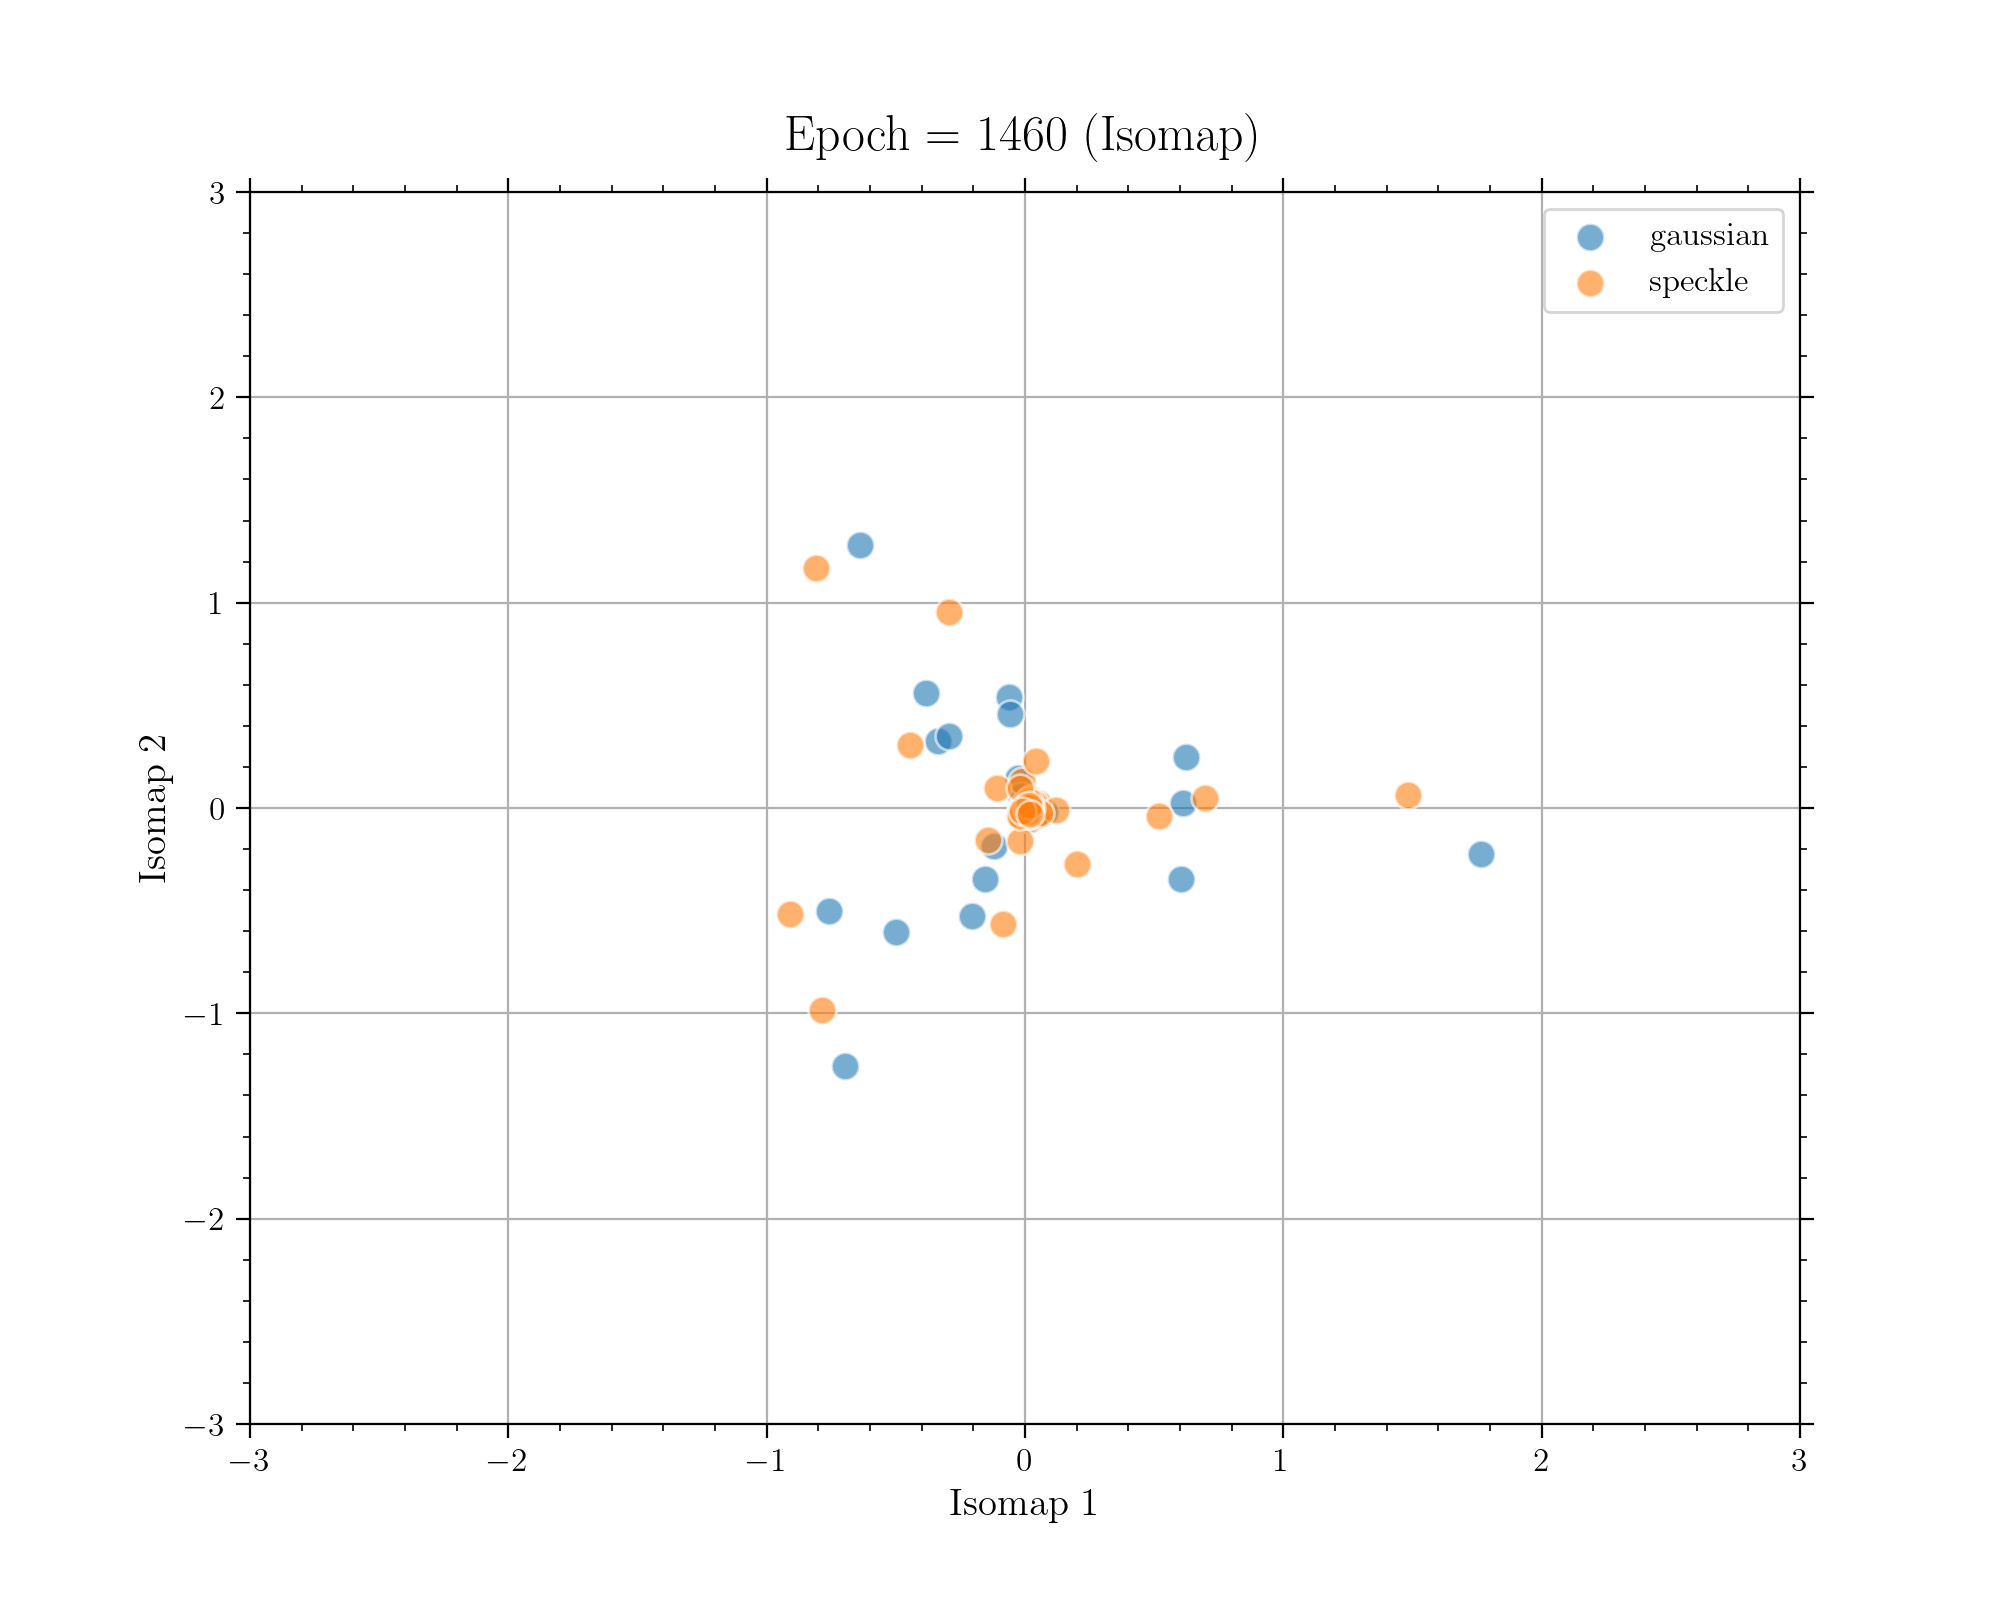 Epoch = 1460 (Isomap)
gaussian
speckle
3
2
1
0
−1
−2
−3
Isomap 2
−3
−2
−1
0
1
2
3
Isomap 1